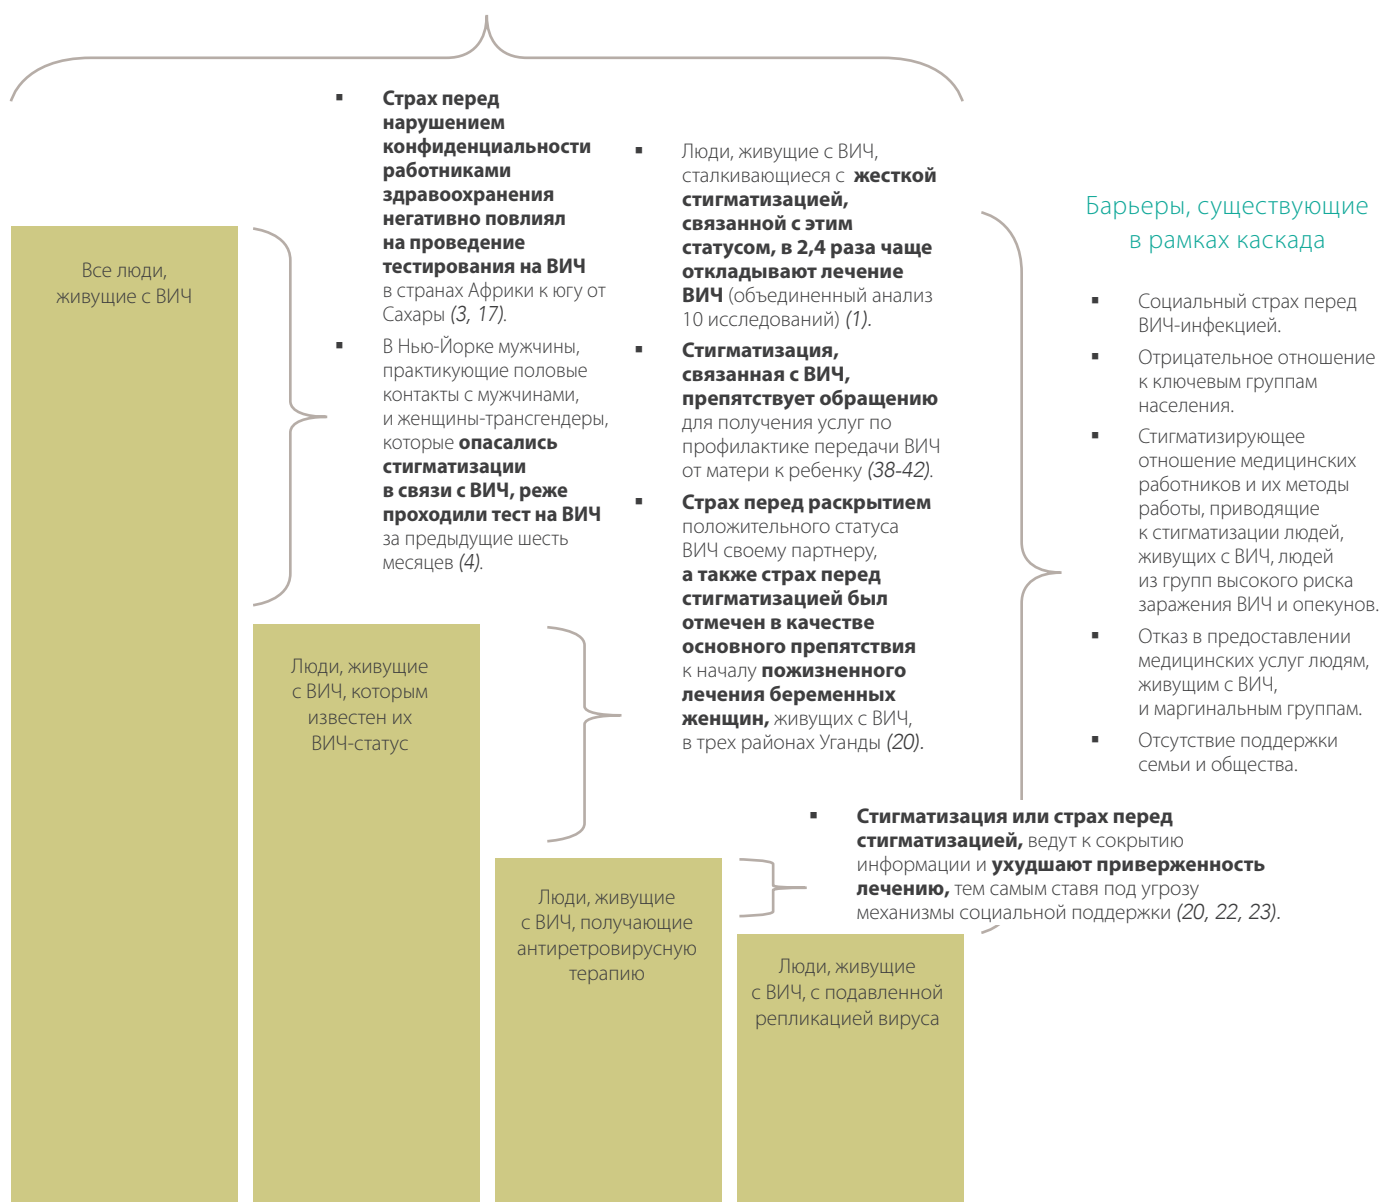 Все люди,
живущие с ВИЧ
▪ Страх перед
нарушением
конфиденциальности
работниками
здравоохранения
негативно повлиял
на проведение
тестирования на ВИЧ
в странах Африки к югу от
Сахары (3, 17).
▪ В Нью-Йорке мужчины,
практикующие половые
контакты с мужчинами,
и женщины-трансгендеры,
которые опасались
стигматизации
в связи с ВИЧ, реже
проходили тест на ВИЧ
за предыдущие шесть
месяцев (4).
Люди, живущие
с ВИЧ, которым
известен их
ВИЧ-статус
▪ Люди, живущие с ВИЧ,
сталкивающиеся с жесткой
стигматизацией,
связанной с этим
статусом, в 2,4 раза чаще
откладывают лечение
ВИЧ (объединенный анализ
10 исследований) (1).
▪ Стигматизация,
связанная с ВИЧ,
препятствует обращению
для получения услуг по
профилактике передачи ВИЧ
от матери к ребенку (38-42).
▪ Страх перед раскрытием
положительного статуса
ВИЧ своему партнеру,
а также страх перед
стигматизацией был
отмечен в качестве
основного препятствия
к началу пожизненного
лечения беременных
женщин, живущих с ВИЧ,
в трех районах Уганды (20).
Люди, живущие
с ВИЧ, получающие
антиретровирусную
терапию
▪ Стигматизация или страх перед
стигматизацией, ведут к сокрытию
информации и ухудшают приверженность
лечению, тем самым ставя под угрозу
механизмы социальной поддержки (20, 22, 23).
Люди, живущие
с ВИЧ, с подавленной
репликацией вируса
Барьеры, существующие
в рамках каскада
▪ Социальный страх перед
ВИЧ-инфекцией.
▪ Отрицательное отношение
к ключевым группам
населения.
▪ Стигматизирующее
отношение медицинских
работников и их методы
работы, приводящие
к стигматизации людей,
живущих с ВИЧ, людей
из групп высокого риска
заражения ВИЧ и опекунов.
▪ Отказ в предоставлении
медицинских услуг людям,
живущим с ВИЧ,
и маргинальным группам.
▪ Отсутствие поддержки
семьи и общества.